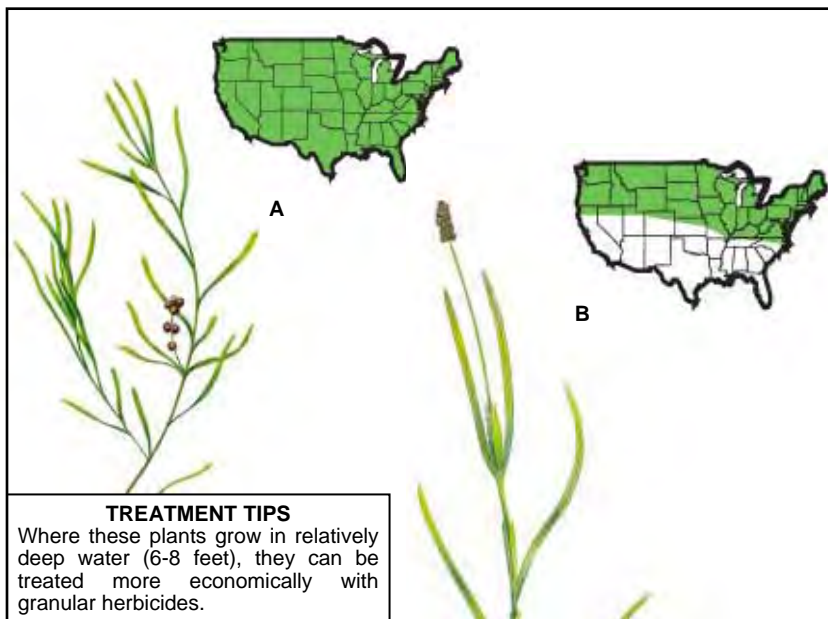 A
B
TREATMENT TIPS
Where these plants grow in relatively
deep water (6-8 feet), they can be
treated more economically with
granular herbicides.